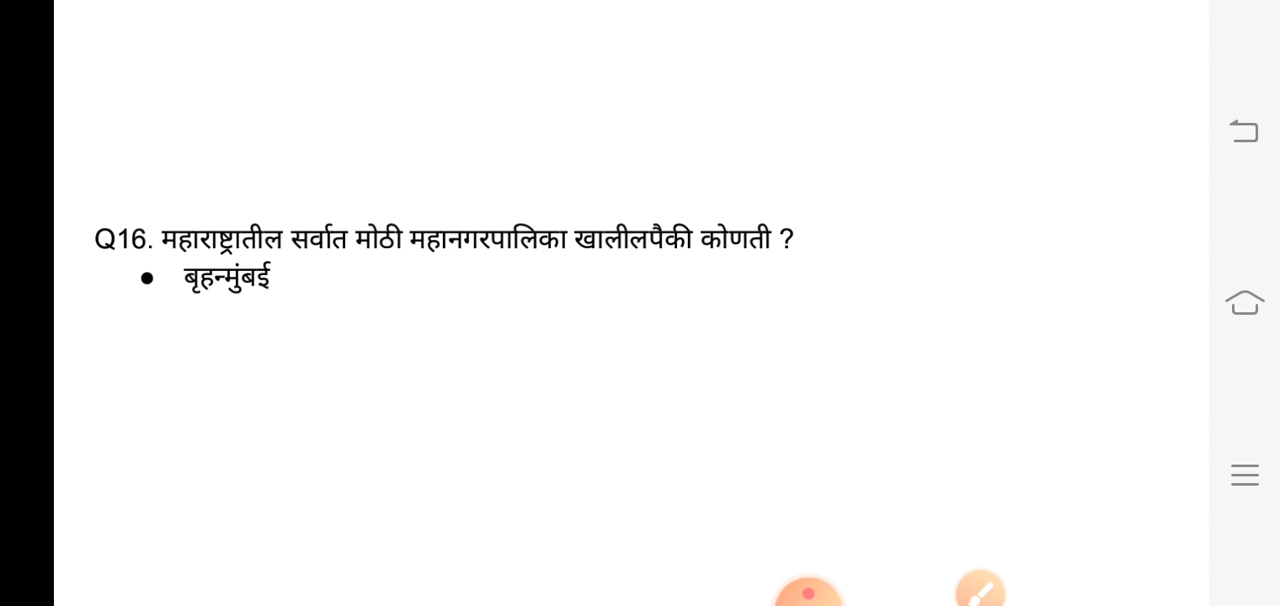 Q16. महाराष्ट्रातील सर्वात मोठी महानगरपालिका खालीलपैकी कोणती ?
● बृहन्मुंबई